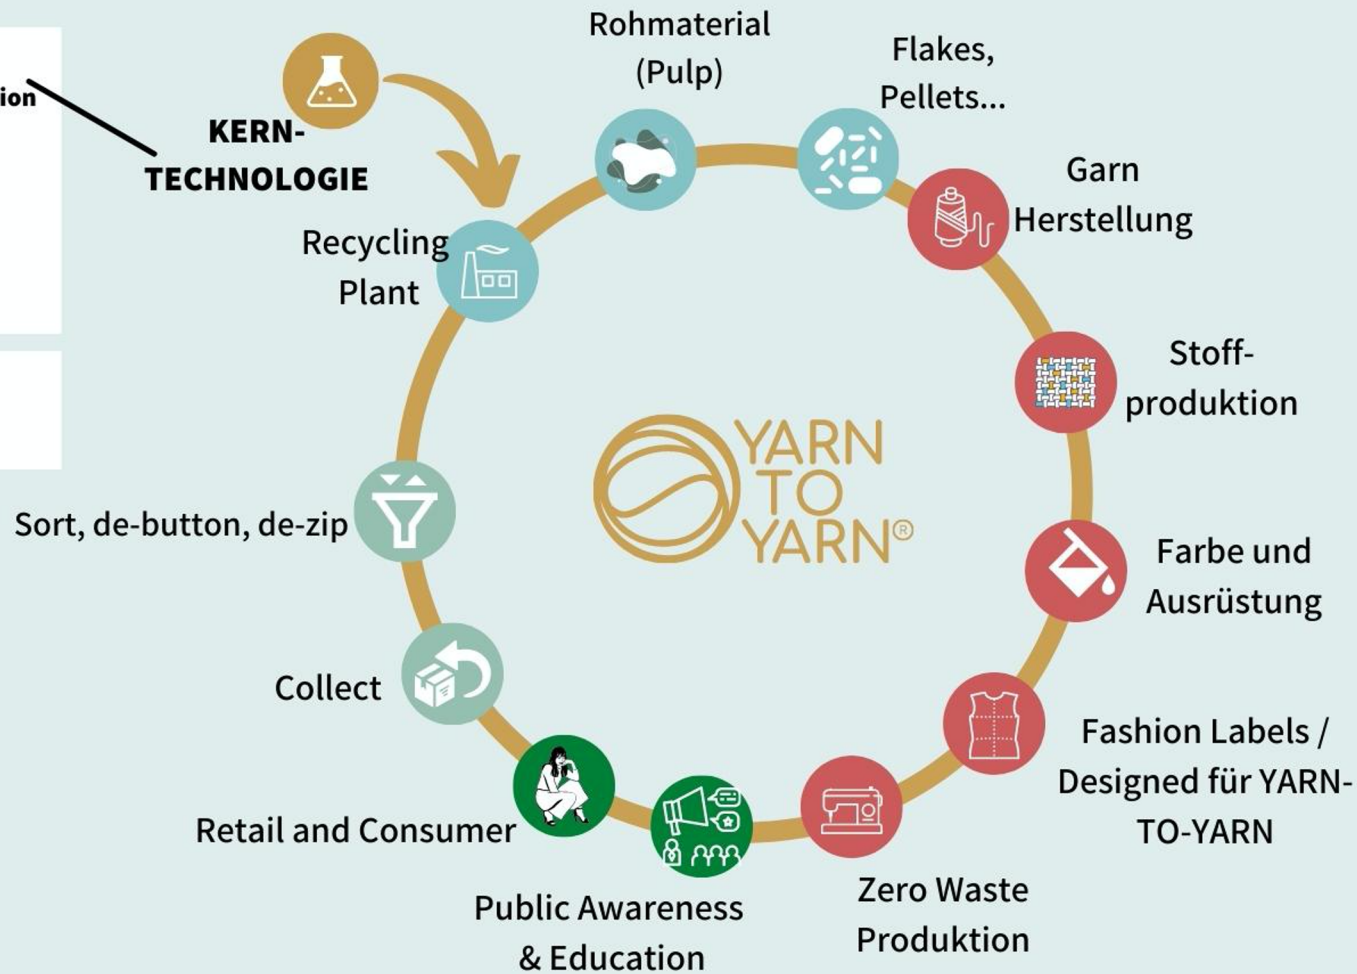 ion
KERN-
TECHNOLOGIE
Rohmaterial
(Pulp)
Flakes,
Pellets...
Garn
Herstellung
Stoff-
produktion
Farbe und
Ausrüstung
Fashion Labels /
Designed für YARN-
TO-YARN
Zero Waste
Produktion
Public Awareness
& Education
Retail and Consumer
Collect
Sort, de-button, de-zip
Recycling
Plant
YARN
TO
YARN®